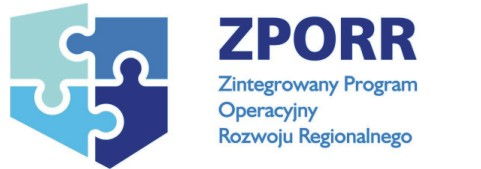 ZPORR
Zintegrowany Program
Operacyjny
Rozwoju Regionalnego